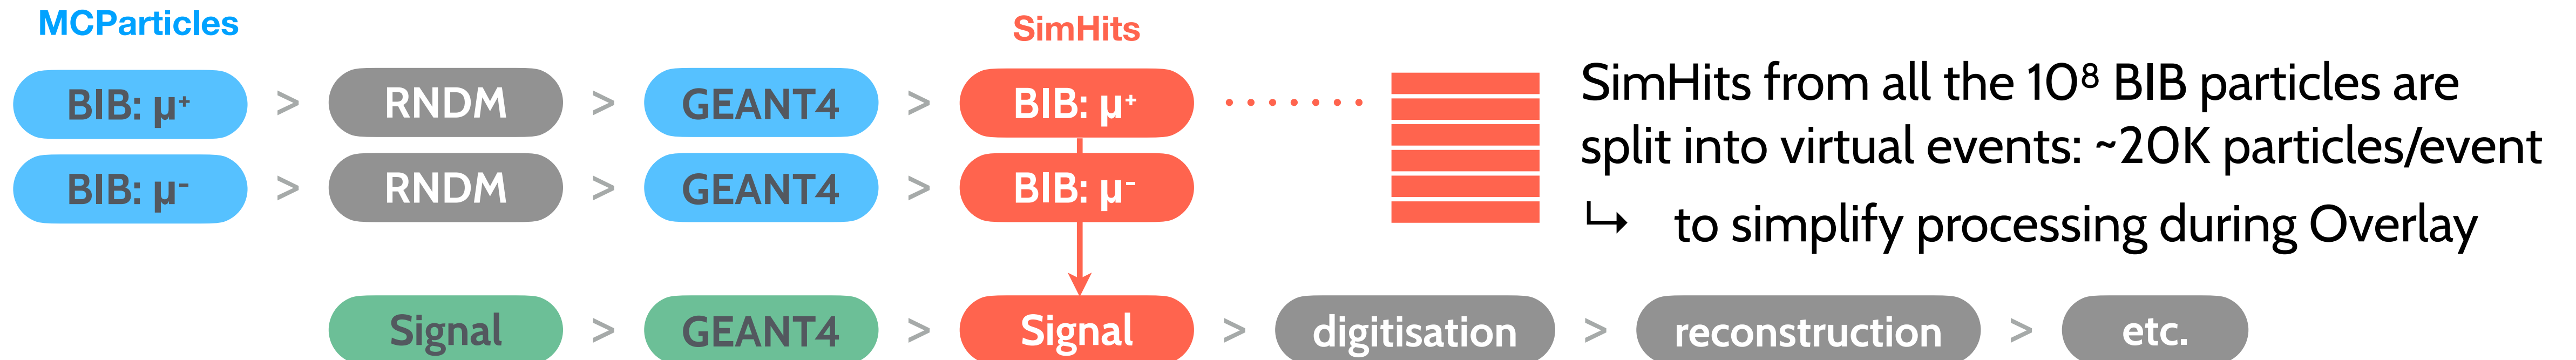 MCParticles SimHits
BIB: μ⁺ > RNDM > GEANT4 > BIB: μ⁺
SimHits from all the 10⁸ BIB particles are
split into virtual events: ~20K particles/event
BIB: μ⁻ > RNDM > GEANT4 > BIB: μ⁻
↳ to simplify processing during Overlay
Signal > GEANT4 > Signal > digitisation > reconstruction > etc.